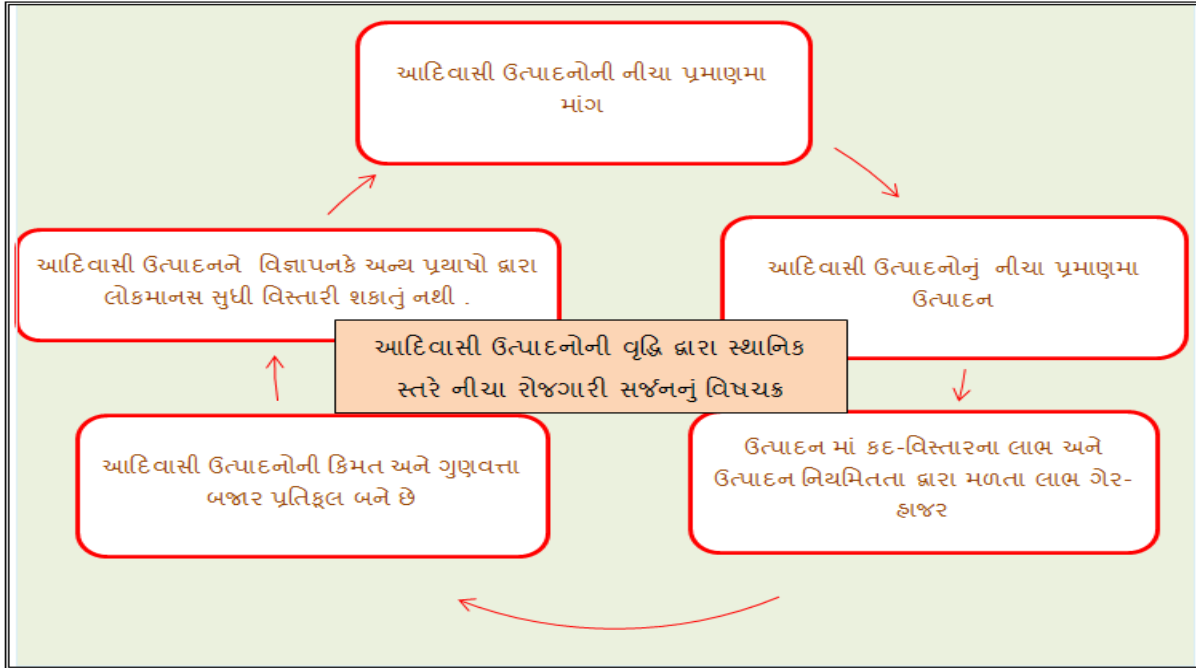 આદિવાસી ઉત્પાદનોની નીચા પ્રમાણમા
માંગ
આદિવાસી ઉત્પાદનોનું નીચા પ્રમાણમા
ઉત્પાદન
ઉત્પાદન માં કદ-વિસ્તારના લાભ અને
ઉત્પાદન નિયમિતતા દ્વારા મળતા લાભ ગેર-
હાજર
આદિવાસી ઉત્પાદનોની કિમત અને ગુણવત્તા
બજાર પ્રતિકૂલ બને છે
આદિવાસી ઉત્પાદનને વિજ્ઞાપનકે અન્ય પ્રયાષો દ્વારા
લોકમાનસ સુધી વિસ્તારી શકાતું નથી .
આદિવાસી ઉત્પાદનોની વૃદ્ધિ દ્વારા સ્થાનિક
સ્તરે નીચા રોજગારી સર્જનનું વિષચક્ર